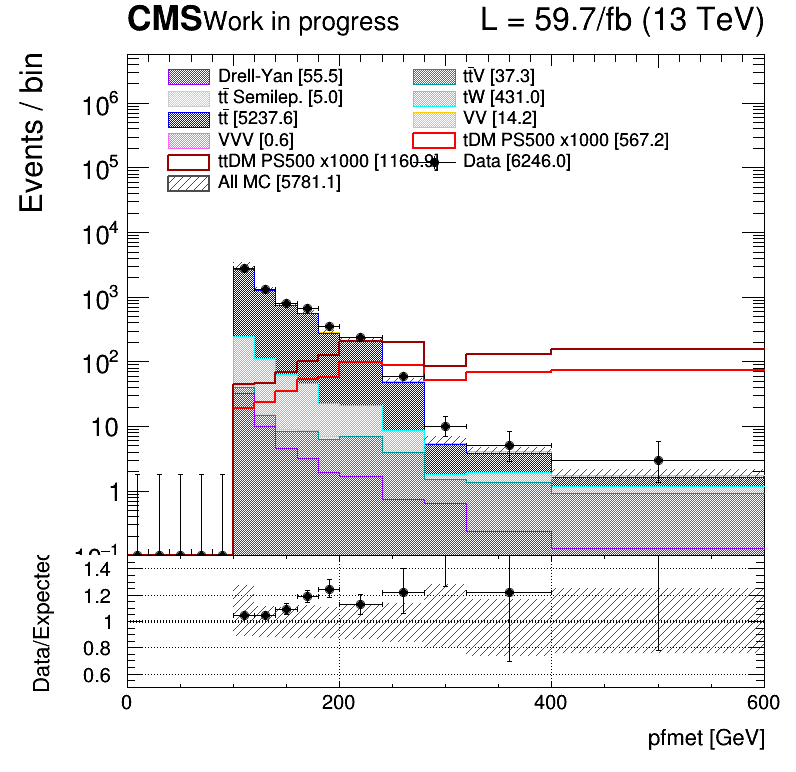 CMS Work in progress L = 59.7/fb (13 TeV)
Events / bin
Drell-Yan [55.5] tt̄V [37.3]
tt̄ Semilep. [5.0] tW [431.0]
tt̄ [5237.6] VV [14.2]
VVV [0.6] tDM PS500 x1000 [567.2]
ttDM PS500 x1000 [1160.9] Data [6246.0]
All MC [5781.1]
10⁶
10⁵
10⁴
10³
10²
10
1
10⁻¹
Data/Expected
1.4
1.2
1
0.8
0.6
0 200 400 600
pfmet [GeV]